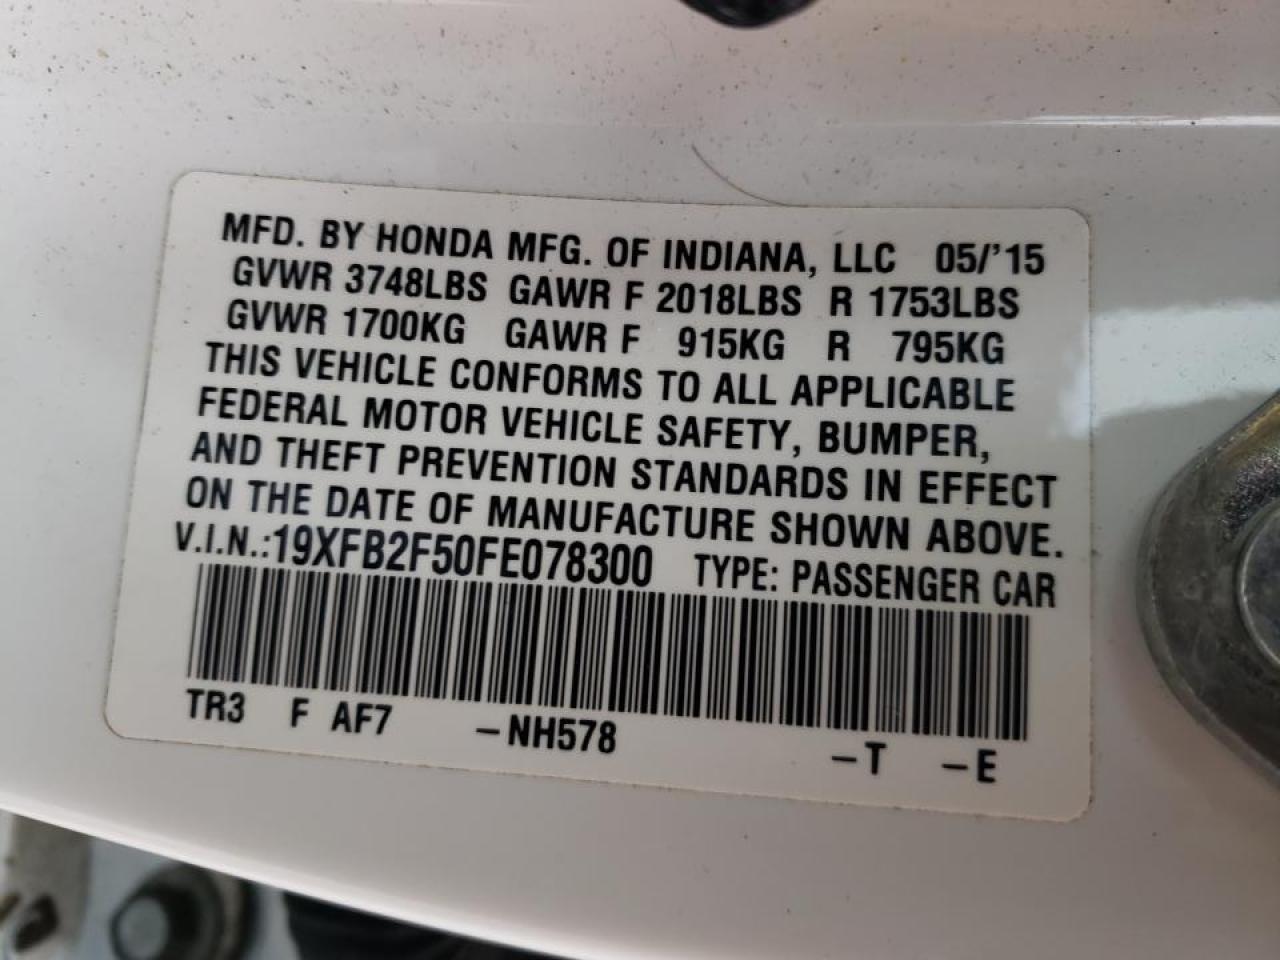 MFD. BY HONDA MFG. OF INDIANA, LLC 05/'15
GVWR 3748LBS GAWR F 2018LBS R 1753LBS
GVWR 1700KG GAWR F 915KG R 795KG
THIS VEHICLE CONFORMS TO ALL APPLICABLE
FEDERAL MOTOR VEHICLE SAFETY, BUMPER,
AND THEFT PREVENTION STANDARDS IN EFFECT
ON THE DATE OF MANUFACTURE SHOWN ABOVE.
V.I.N.:19XFB2F50FE078300 TYPE: PASSENGER CAR
TR3 F AF7 –NH578 –T –E